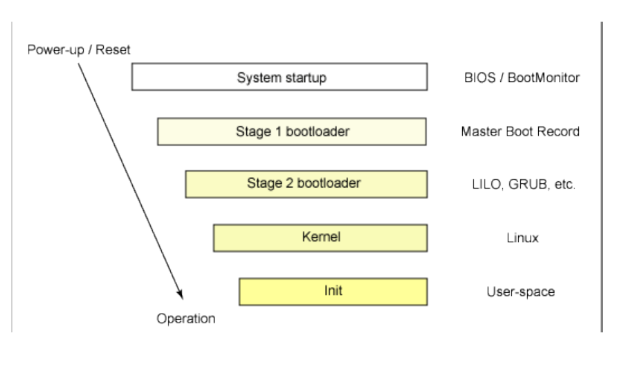 Power-up / Reset
System startup
BIOS / BootMonitor
Stage 1 bootloader
Master Boot Record
Stage 2 bootloader
LILO, GRUB, etc.
Kernel
Linux
Init
User-space
Operation